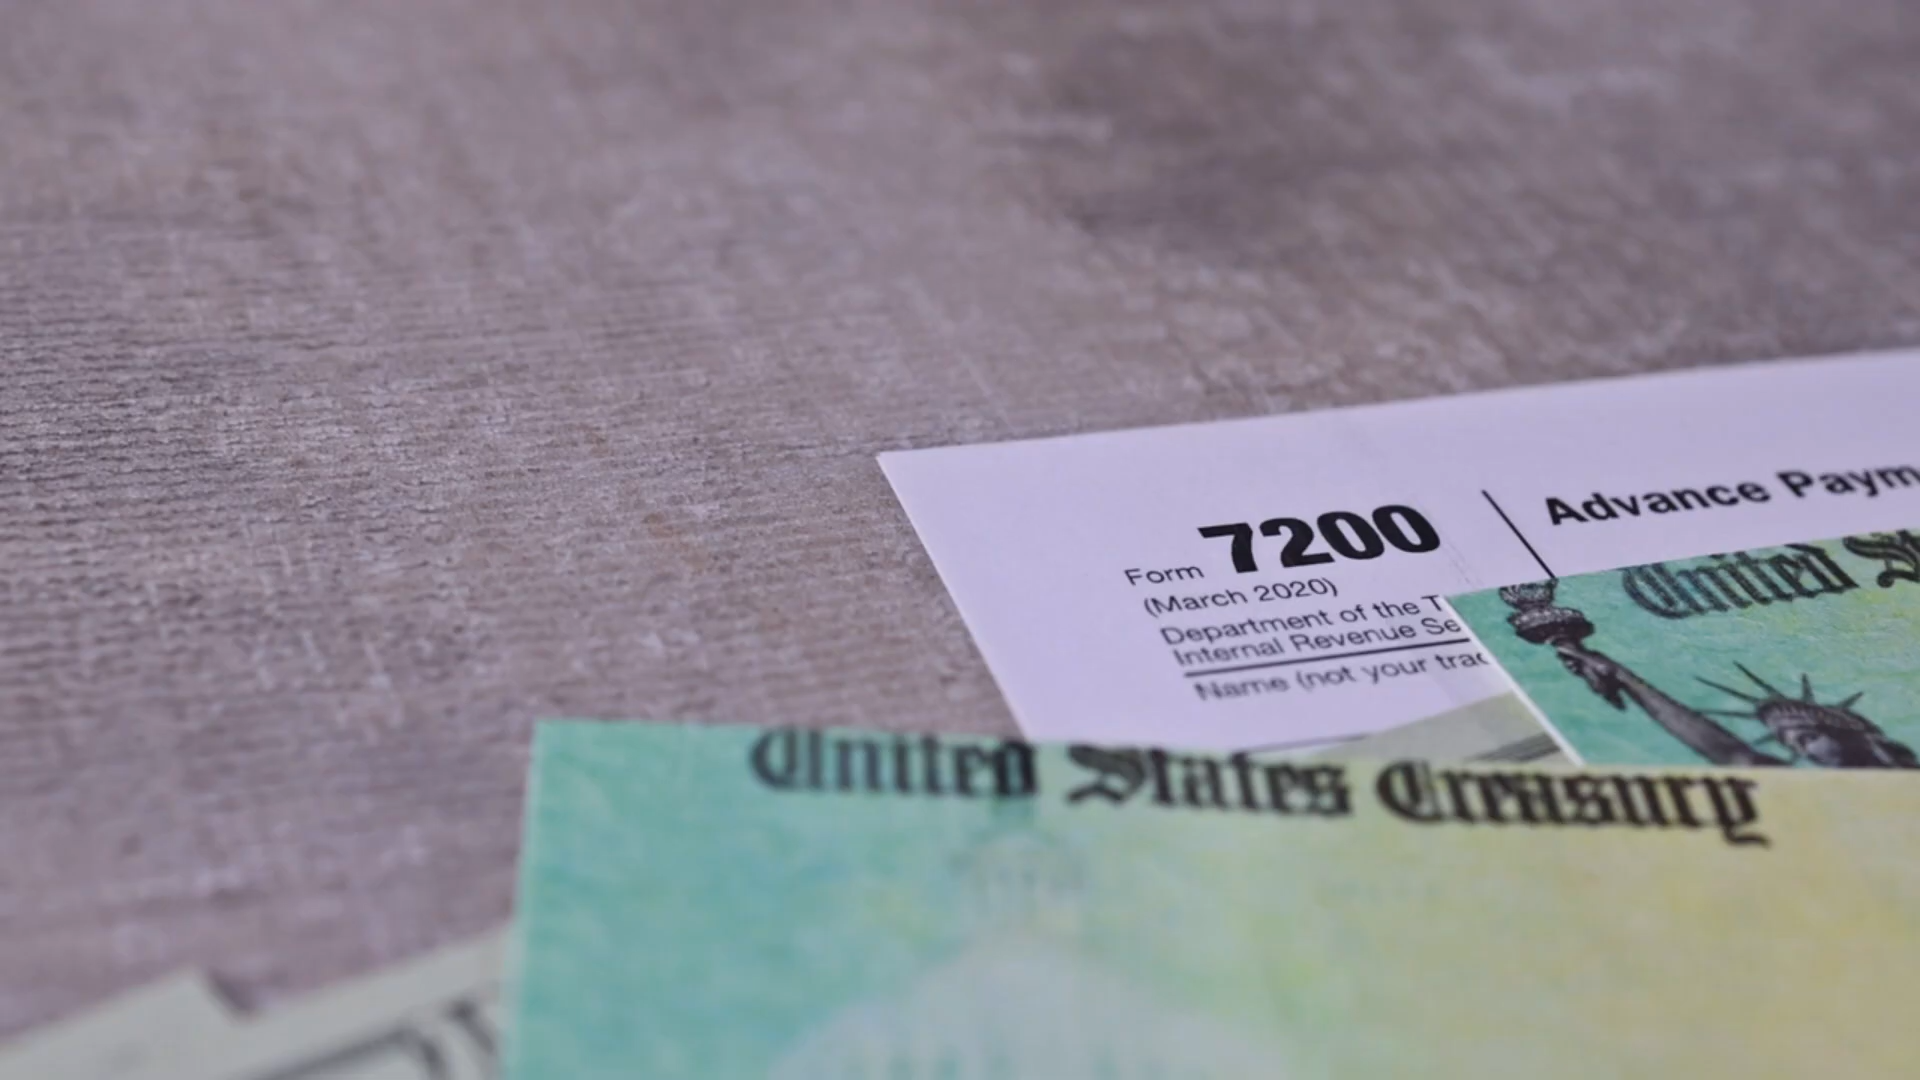 Form 7200
Advance Paym
(March 2020)
Department of the T
Internal Revenue Se
Name (not your trad
United St
United States Treasury